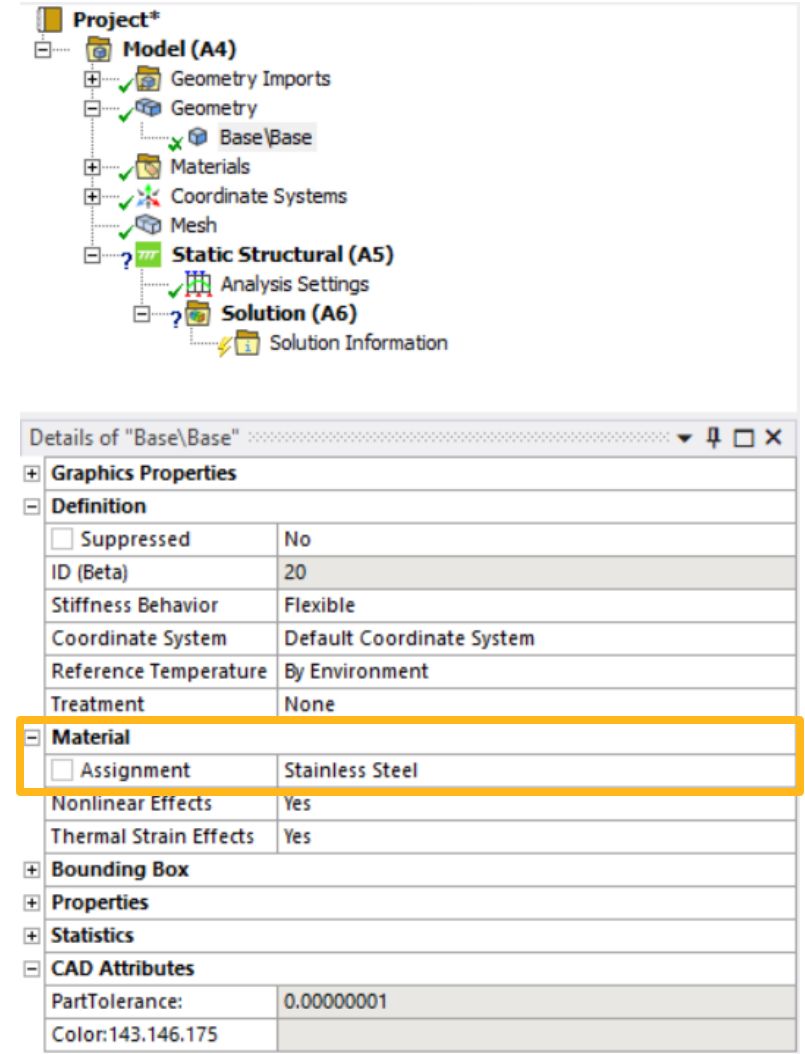 Project*
Model (A4)
Geometry Imports
Geometry
Base\Base
Materials
Coordinate Systems
Mesh
Static Structural (A5)
Analysis Settings
Solution (A6)
Solution Information
Details of "Base\Base"
Graphics Properties
Definition
Suppressed No
ID (Beta) 20
Stiffness Behavior Flexible
Coordinate System Default Coordinate System
Reference Temperature By Environment
Treatment None
Material
Assignment Stainless Steel
Nonlinear Effects Yes
Thermal Strain Effects Yes
Bounding Box
Properties
Statistics
CAD Attributes
PartTolerance: 0.00000001
Color:143.146.175